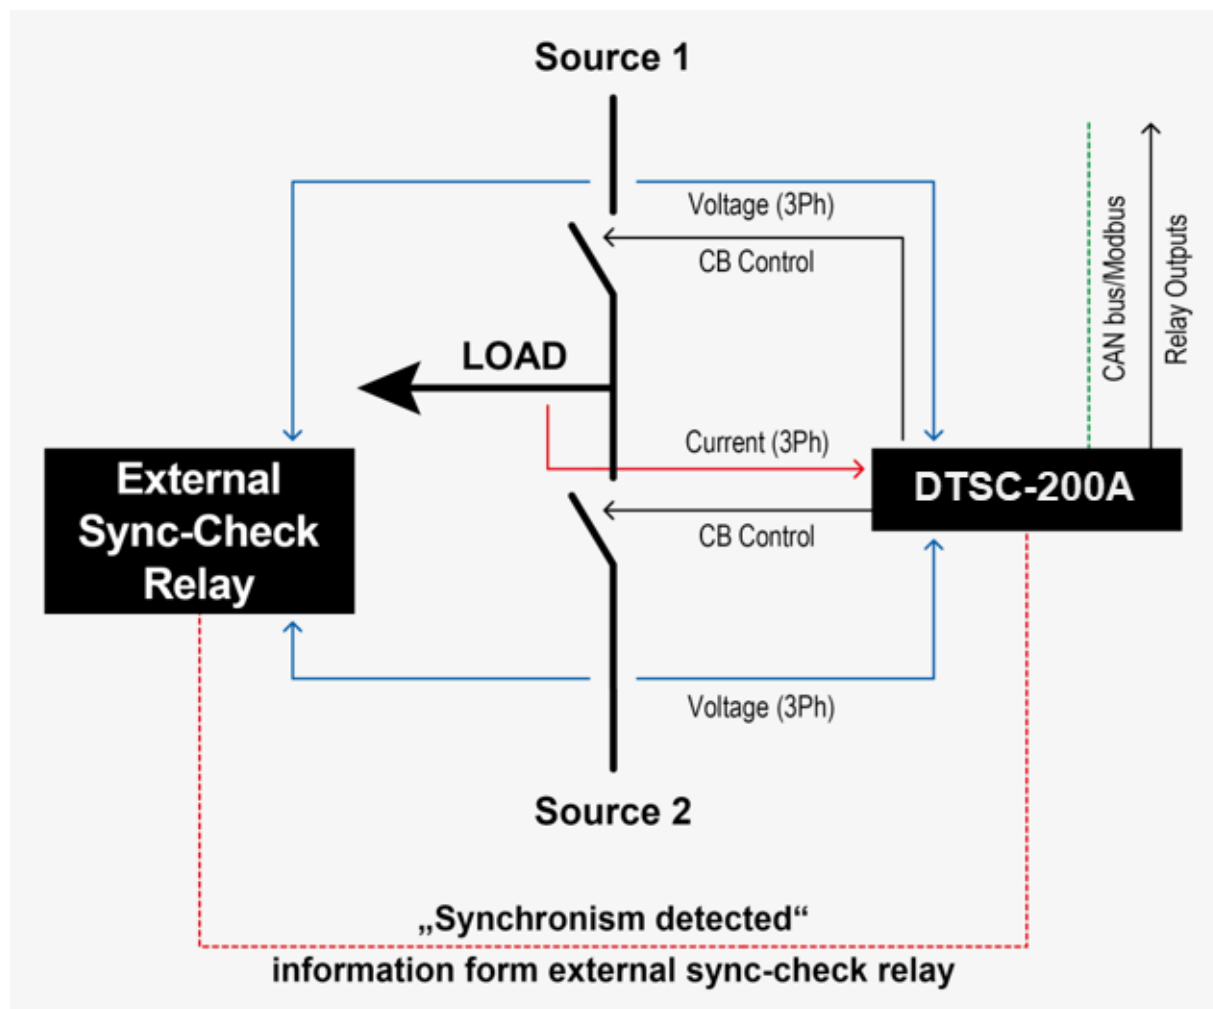 Source 1
Voltage (3Ph)
CB Control
CAN bus/Modbus
Relay Outputs
LOAD
Current (3Ph)
External
Sync-Check
Relay
DTSC-200A
CB Control
Voltage (3Ph)
Source 2
„Synchronism detected“
information form external sync-check relay